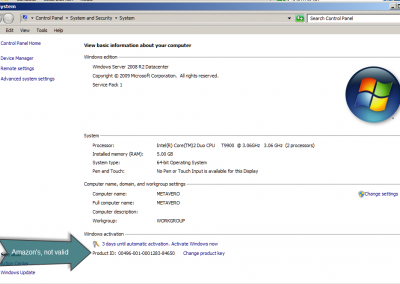 System
Control Panel ▸ System and Security ▸ System
Search Control Panel
Edit View Tools Help
Control Panel Home
Device Manager
Remote settings
Advanced system settings
View basic information about your computer
Windows edition
Windows Server 2008 R2 Datacenter
Copyright © 2009 Microsoft Corporation. All rights reserved.
Service Pack 1
System
Processor: Intel(R) Core(TM)2 Duo CPU T9900 @ 3.06GHz 3.06 GHz (2 processors)
Installed memory (RAM): 5.00 GB
System type: 64-bit Operating System
Pen and Touch: No Pen or Touch Input is available for this Display
Computer name, domain, and workgroup settings
Computer name: METAVERO
Change settings
Full computer name: METAVERO
Computer description:
Workgroup: WORKGROUP
Windows activation
3 days until automatic activation. Activate Windows now
Product ID: 00496-001-0001283-84650 Change product key
Amazon's, not valid
Windows Update